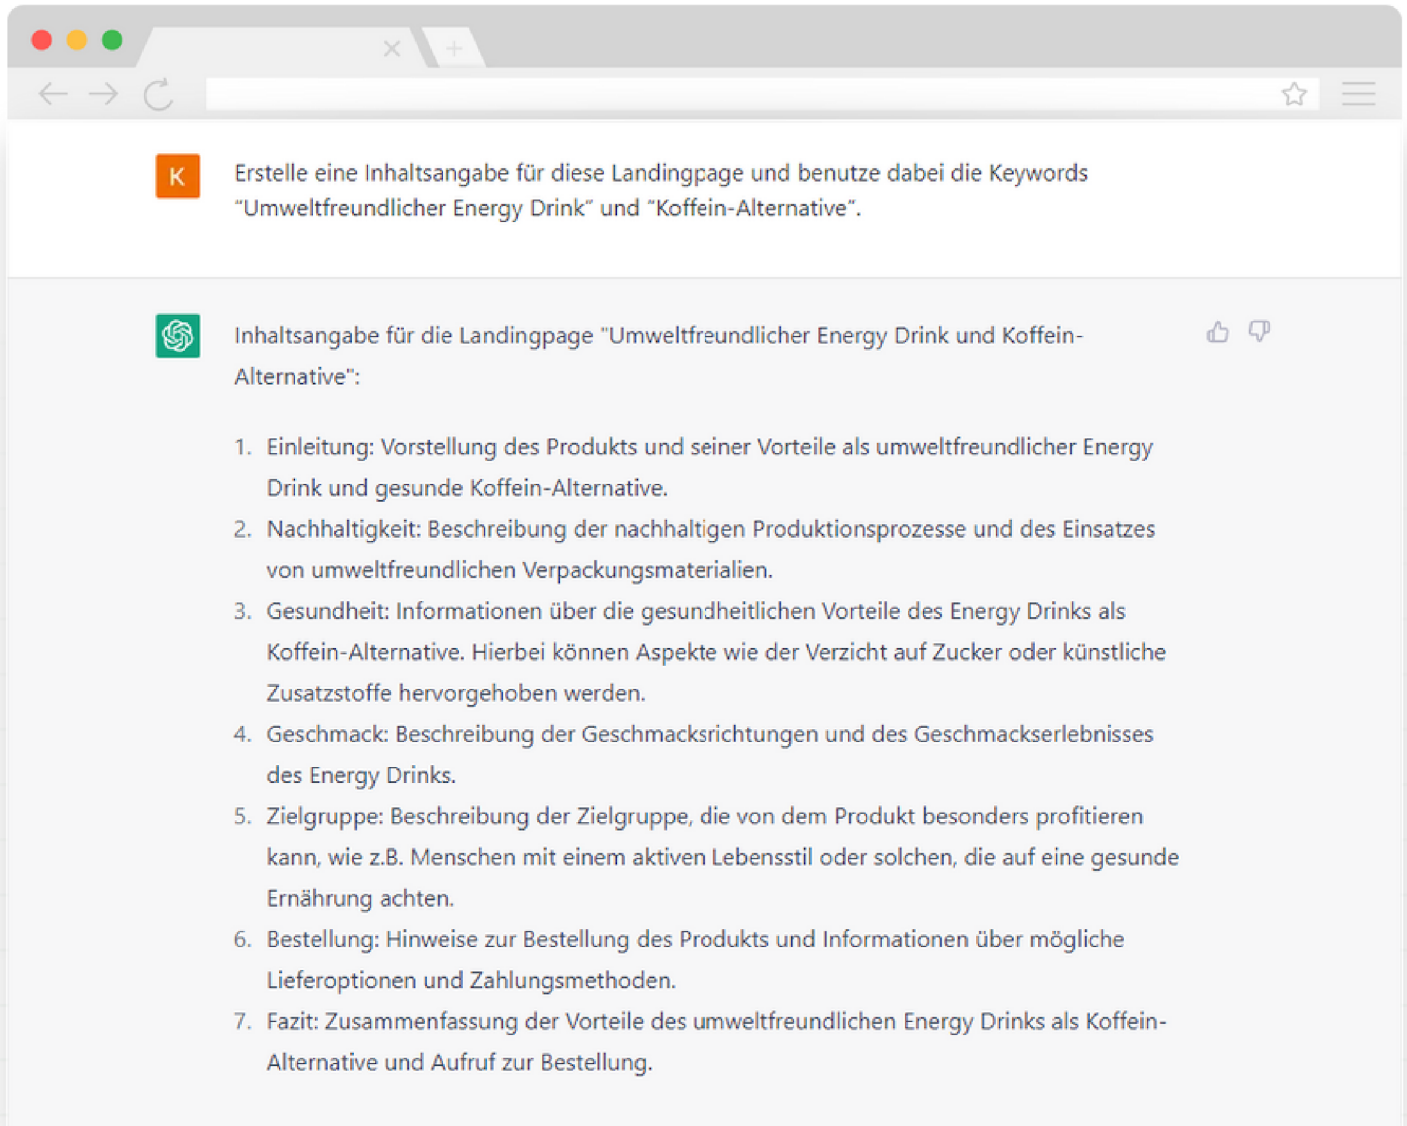 K
Erstelle eine Inhaltsangabe für diese Landingpage und benutze dabei die Keywords
“Umweltfreundlicher Energy Drink” und “Koffein-Alternative”.
Inhaltsangabe für die Landingpage "Umweltfreundlicher Energy Drink und Koffein-
Alternative":
1. Einleitung: Vorstellung des Produkts und seiner Vorteile als umweltfreundlicher Energy
Drink und gesunde Koffein-Alternative.
2. Nachhaltigkeit: Beschreibung der nachhaltigen Produktionsprozesse und des Einsatzes
von umweltfreundlichen Verpackungsmaterialien.
3. Gesundheit: Informationen über die gesundheitlichen Vorteile des Energy Drinks als
Koffein-Alternative. Hierbei können Aspekte wie der Verzicht auf Zucker oder künstliche
Zusatzstoffe hervorgehoben werden.
4. Geschmack: Beschreibung der Geschmacksrichtungen und des Geschmackserlebnisses
des Energy Drinks.
5. Zielgruppe: Beschreibung der Zielgruppe, die von dem Produkt besonders profitieren
kann, wie z.B. Menschen mit einem aktiven Lebensstil oder solchen, die auf eine gesunde
Ernährung achten.
6. Bestellung: Hinweise zur Bestellung des Produkts und Informationen über mögliche
Lieferoptionen und Zahlungsmethoden.
7. Fazit: Zusammenfassung der Vorteile des umweltfreundlichen Energy Drinks als Koffein-
Alternative und Aufruf zur Bestellung.